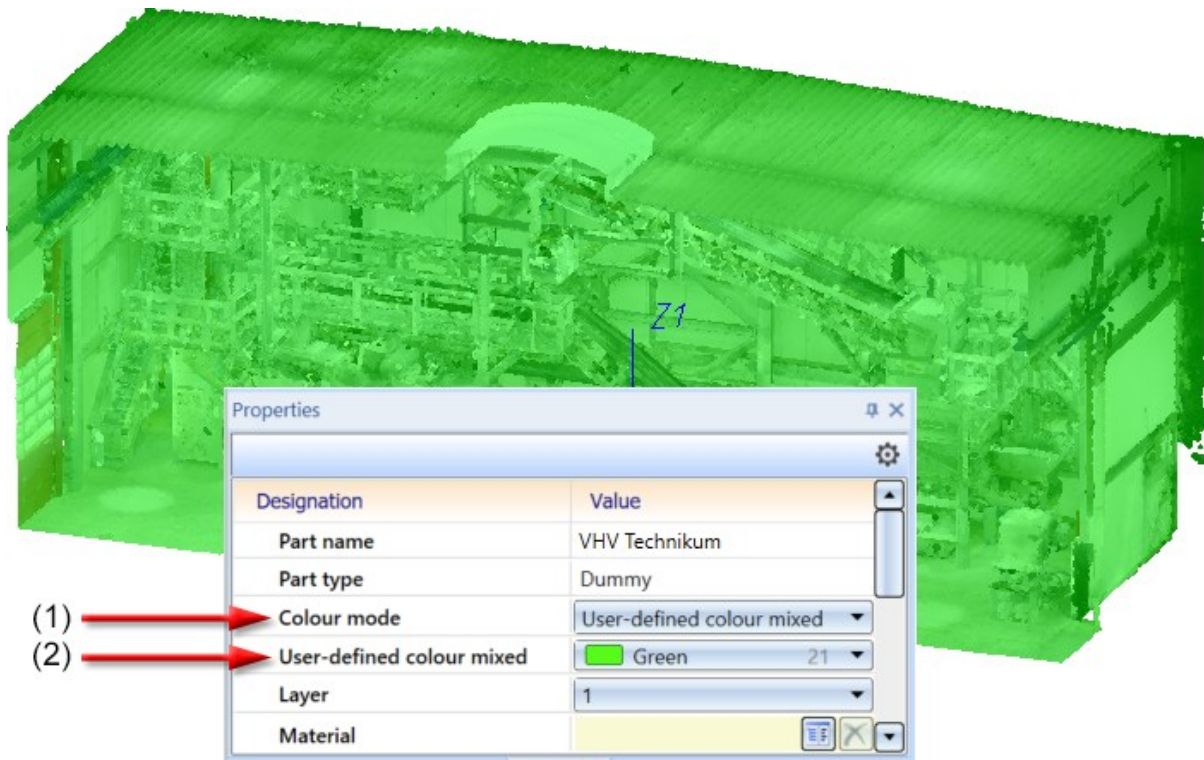 Z1
Properties
Designation Value
Part name VHV Technikum
Part type Dummy
(1) Colour mode User-defined colour mixed
(2) User-defined colour mixed Green 21
Layer 1
Material